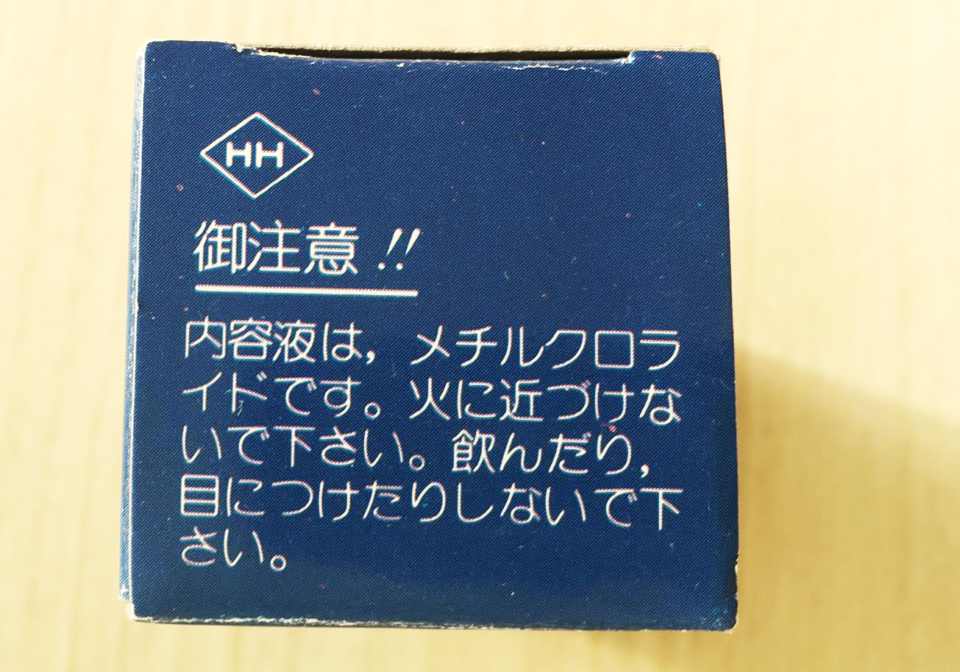 HH
御注意!!
内容液は,メチルクロラ
イドです。火に近づけな
いで下さい。飲んだり,
目につけたりしないで下
さい。